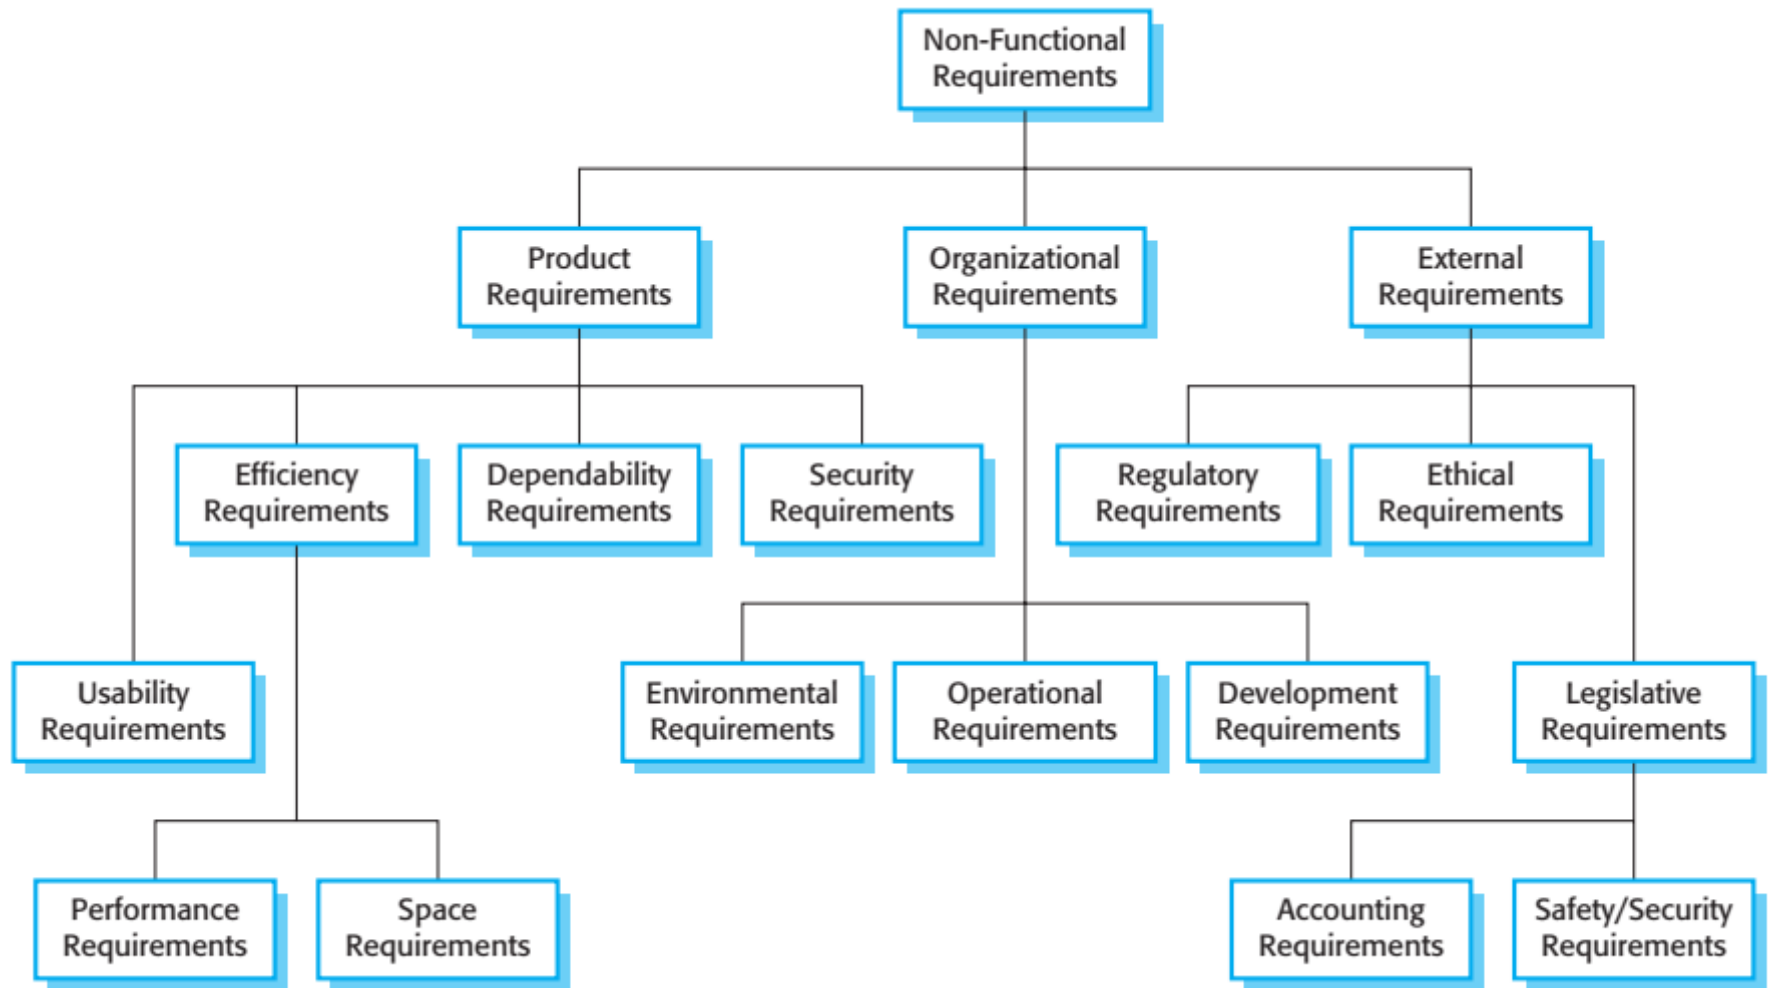 Non-Functional
Requirements
Product
Requirements
Organizational
Requirements
External
Requirements
Efficiency
Requirements
Dependability
Requirements
Security
Requirements
Regulatory
Requirements
Ethical
Requirements
Usability
Requirements
Environmental
Requirements
Operational
Requirements
Development
Requirements
Legislative
Requirements
Performance
Requirements
Space
Requirements
Accounting
Requirements
Safety/Security
Requirements